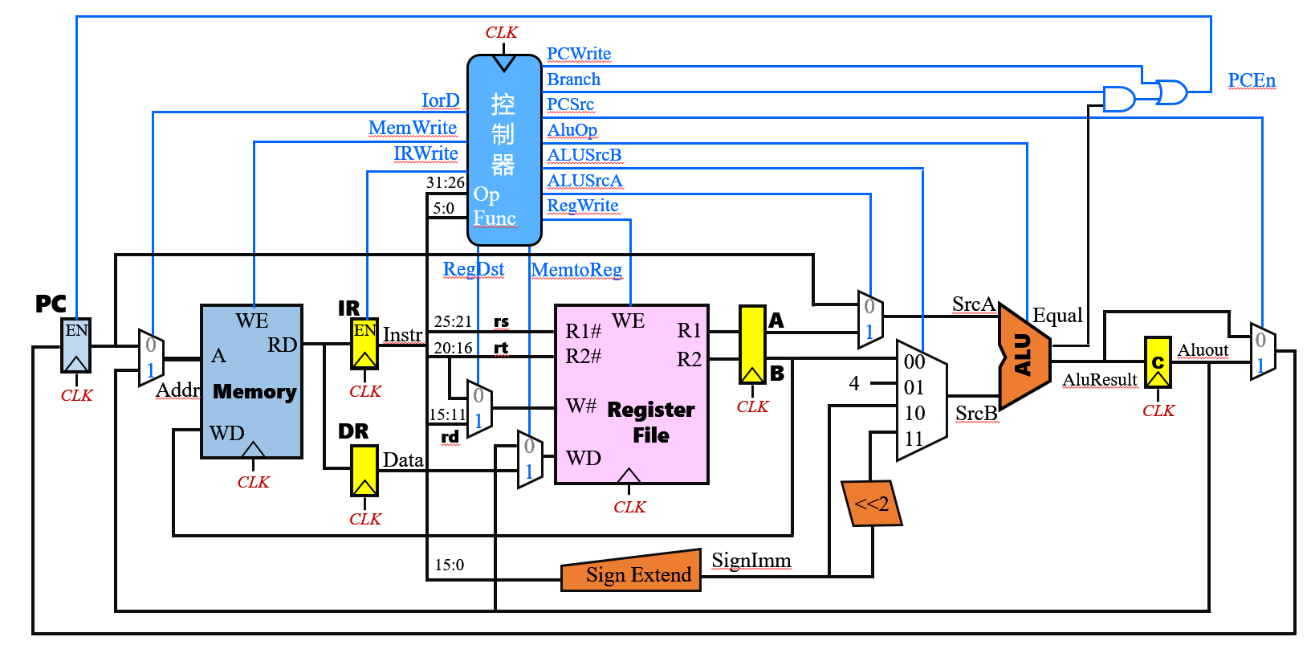 CLK
PCWrite
Branch
PCSrc
AluOp
ALUSrcB
ALUSrcA
RegWrite
PCEn
IorD
MemWrite
IRWrite
控
制
器
31:26
Op
5:0
Func
RegDst
MemtoReg
PC
EN
CLK
0
1
Addr
WE
A
RD
Memory
WD
CLK
IR
EN
Instr
CLK
DR
Data
CLK
25:21 rs
20:16 rt
15:11
rd
0
1
0
1
R1#
WE
R1
R2#
R2
W#
Register
File
WD
CLK
A
B
CLK
0
1
4
00
01
10
11
<<2
15:0
Sign Extend
SignImm
SrcA
SrcB
ALU
Equal
AluResult
C
CLK
Aluout
0
1